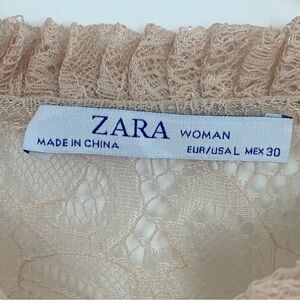 ZARA WOMAN
MADE IN CHINA EUR/USA L MEX 30